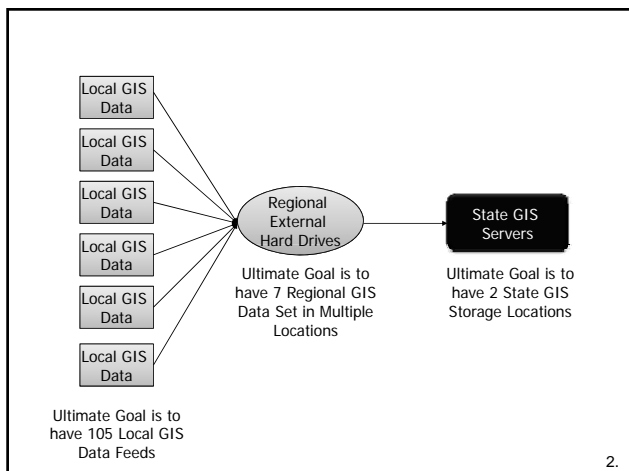 Local GIS
Data
Local GIS
Data
Local GIS
Data
Local GIS
Data
Local GIS
Data
Local GIS
Data
Ultimate Goal is to
have 105 Local GIS
Data Feeds
Regional
External
Hard Drives
Ultimate Goal is to
have 7 Regional GIS
Data Set in Multiple
Locations
State GIS
Servers
Ultimate Goal is to
have 2 State GIS
Storage Locations
2.